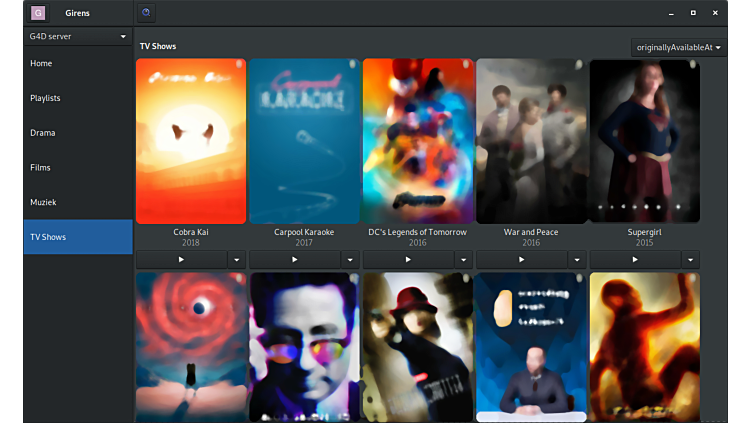 G
Girens
G4D server
Home
Playlists
Drama
Films
Muziek
TV Shows
TV Shows
originallyAvailableAt
KARAOKE
Cobra Kai
2018
Carpool Karaoke
2017
DC's Legends of Tomorrow
2016
War and Peace
2016
Supergirl
2015